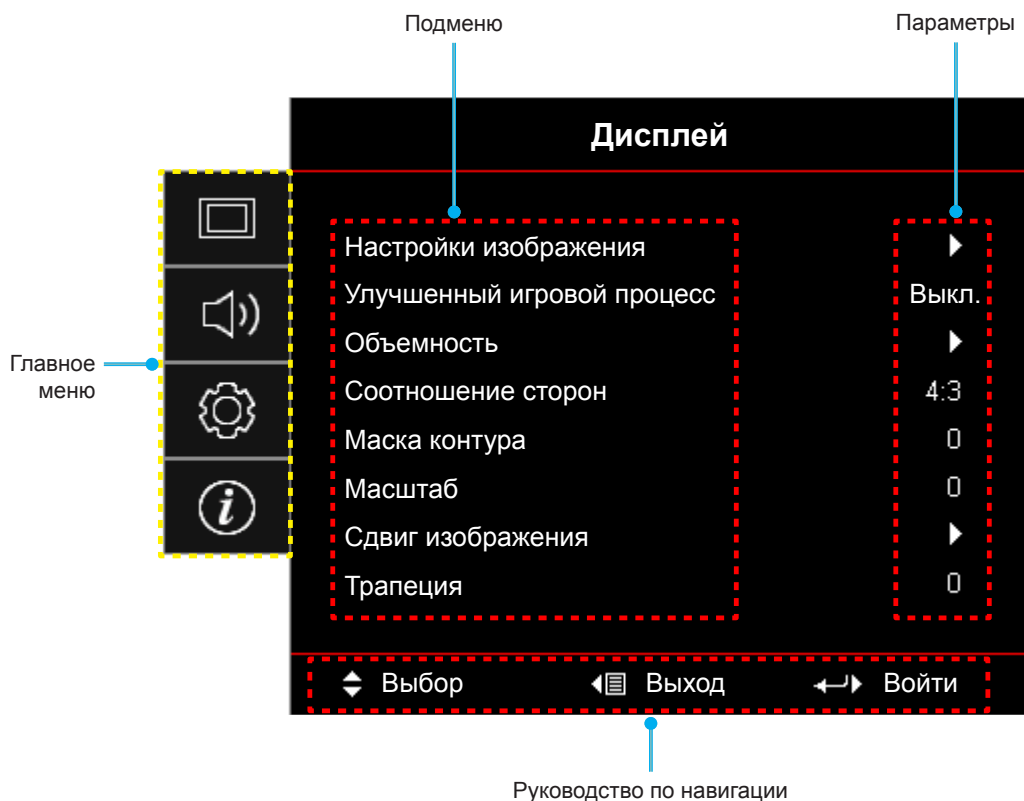 Подменю
Параметры
Дисплей
Главное
меню
Настройки изображения
Улучшенный игровой процесс Выкл.
Объемность
Соотношение сторон 4:3
Маска контура 0
Масштаб 0
Сдвиг изображения
Трапеция 0
Выбор Выход Войти
Руководство по навигации